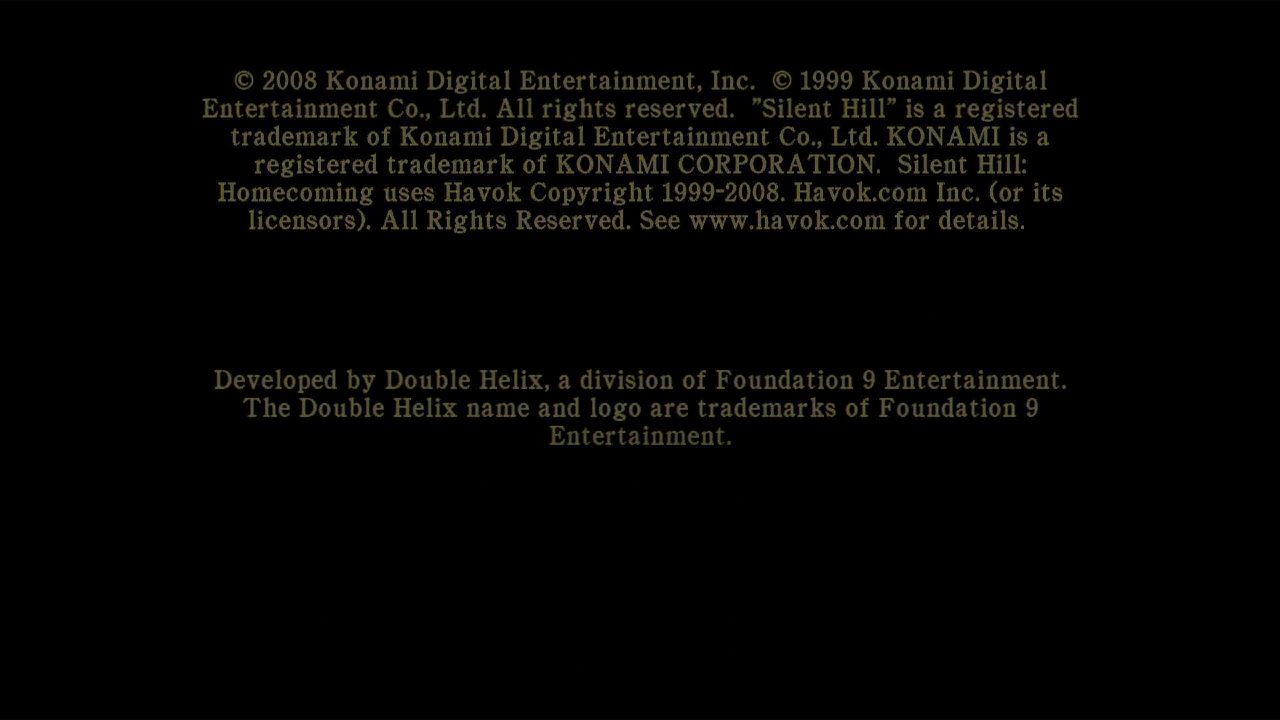 © 2008 Konami Digital Entertainment, Inc.  © 1999 Konami Digital
Entertainment Co., Ltd. All rights reserved.  "Silent Hill" is a registered
trademark of Konami Digital Entertainment Co., Ltd. KONAMI is a
registered trademark of KONAMI CORPORATION.  Silent Hill:
Homecoming uses Havok Copyright 1999-2008. Havok.com Inc. (or its
licensors). All Rights Reserved. See www.havok.com for details.
Developed by Double Helix, a division of Foundation 9 Entertainment.
The Double Helix name and logo are trademarks of Foundation 9
Entertainment.